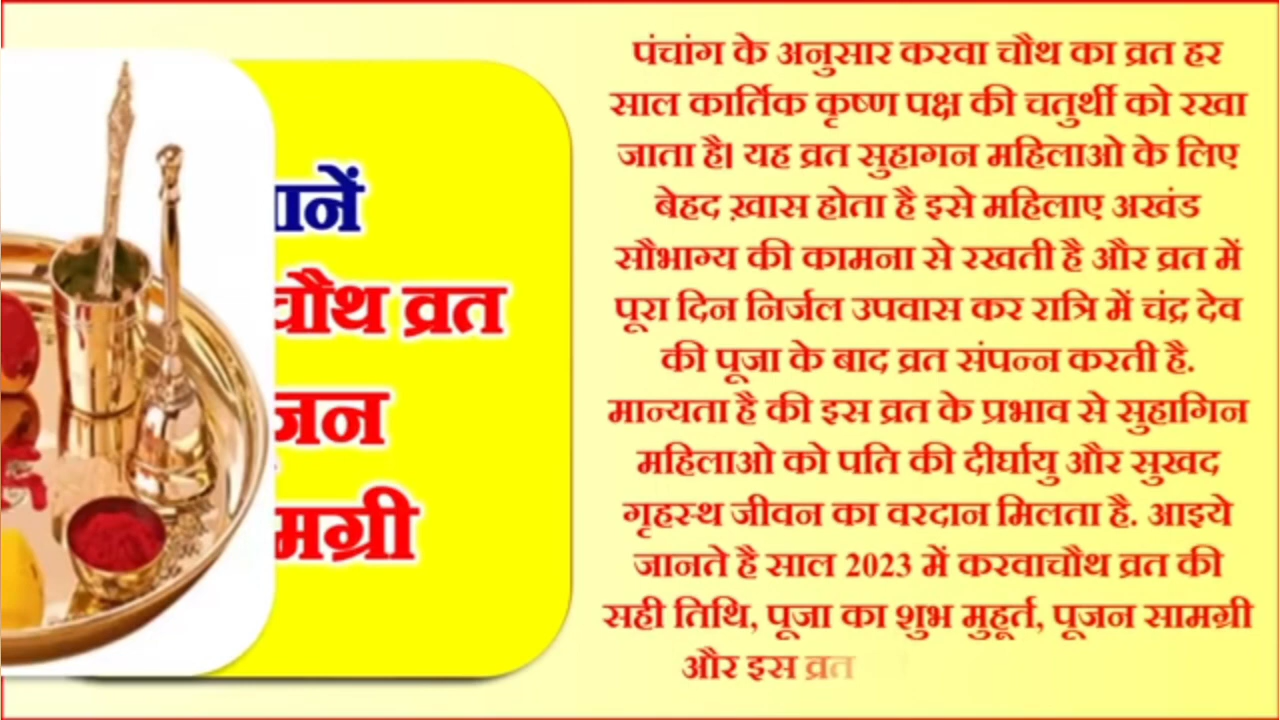 चौथ व्रत
पंचांग के अनुसार करवा चौथ का व्रत हर
साल कार्तिक कृष्ण पक्ष की चतुर्थी को रखा
जाता है। यह व्रत सुहागन महिलाओ के लिए
बेहद ख़ास होता है इसे महिलाए अखंड
सौभाग्य की कामना से रखती है और व्रत में
पूरा दिन निर्जल उपवास कर रात्रि में चंद्र देव
की पूजा के बाद व्रत संपन्न करती है.
मान्यता है की इस व्रत के प्रभाव से सुहागिन
महिलाओ को पति की दीर्घायु और सुखद
गृहस्थ जीवन का वरदान मिलता है. आइये
जानते है साल 2023 में करवाचौथ व्रत की
सही तिथि, पूजा का शुभ मुहूर्त, पूजन सामग्री
और इस व्रत